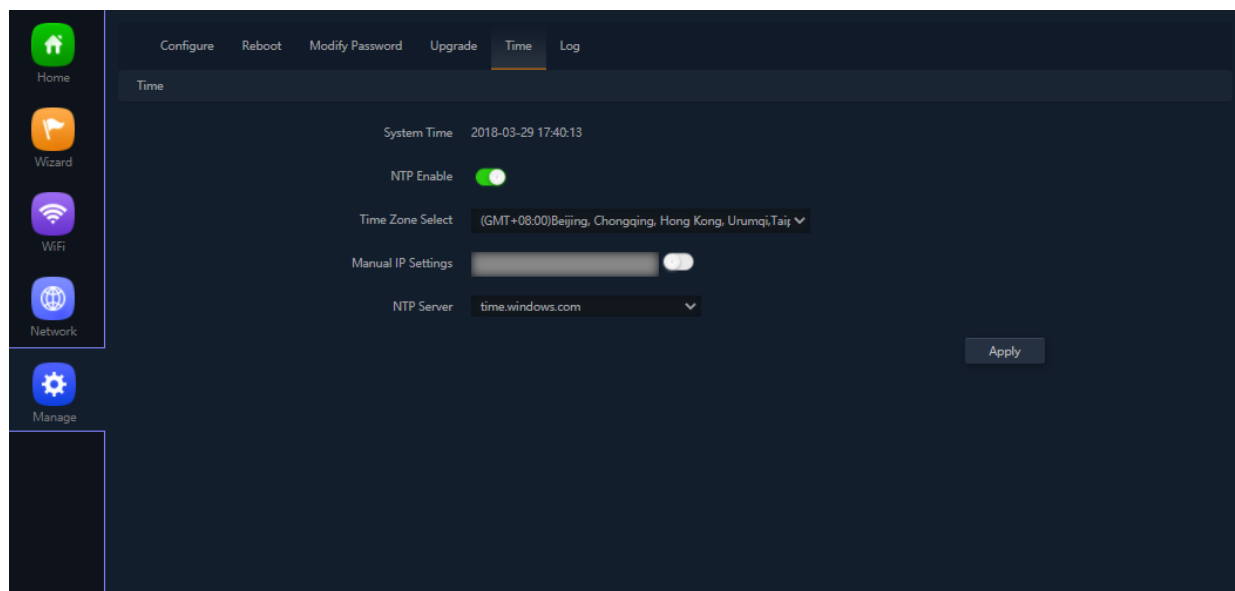 Configure Reboot Modify Password Upgrade Time Log
Home
Time
System Time 2018-03-29 17:40:13
Wizard
NTP Enable
Time Zone Select (GMT+08:00)Beijing, Chongqing, Hong Kong, Urumqi,Taip
WiFi
Manual IP Settings
NTP Server time.windows.com
Network
Apply
Manage